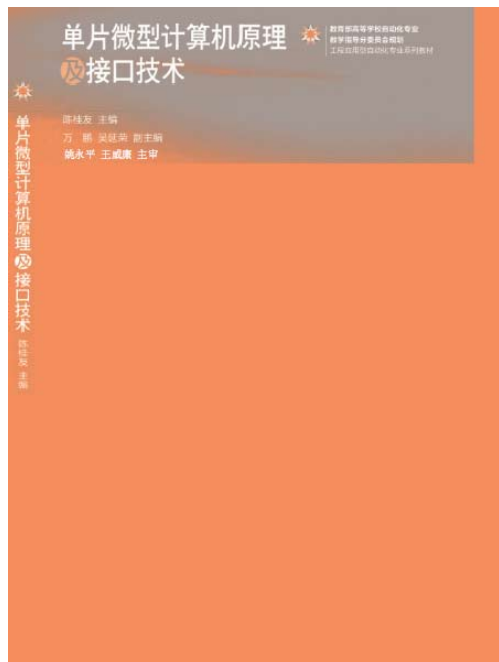 单片微型计算机原理
及接口技术
教育部高等学校自动化专业
教学指导分委员会规划
工程应用型自动化专业系列教材
陈桂友 主编
万鹏 吴延荣 副主编
姚永平 王威廉 主审
单片微型计算机原理及接口技术
陈桂友 主编